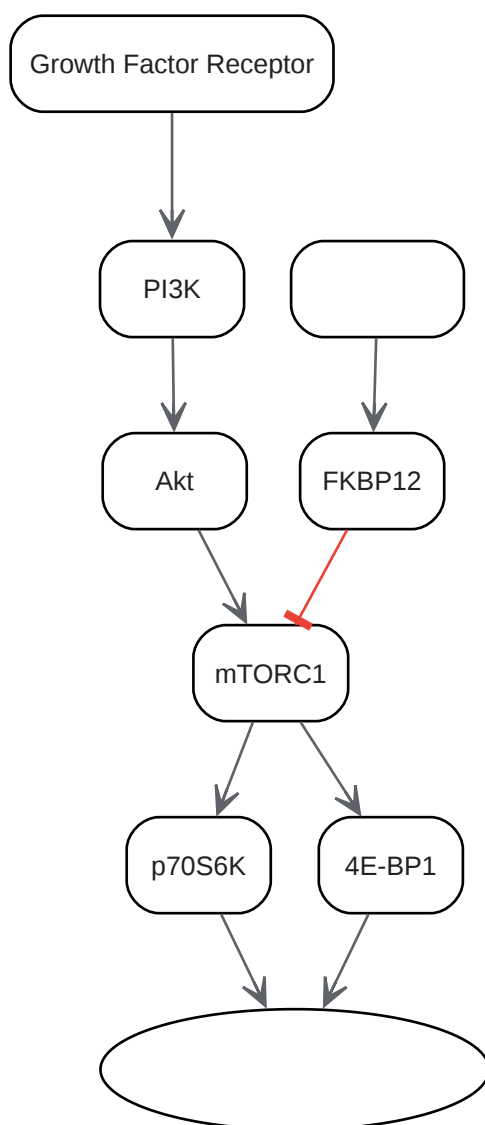 Growth Factor Receptor
PI3K
Akt
FKBP12
mTORC1
p70S6K
4E-BP1